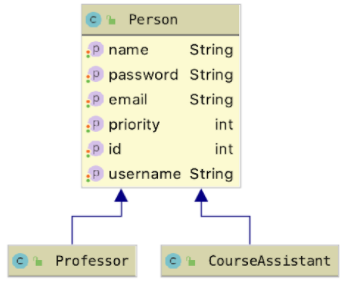 Person
name String
password String
email String
priority int
id int
username String
Professor
CourseAssistant